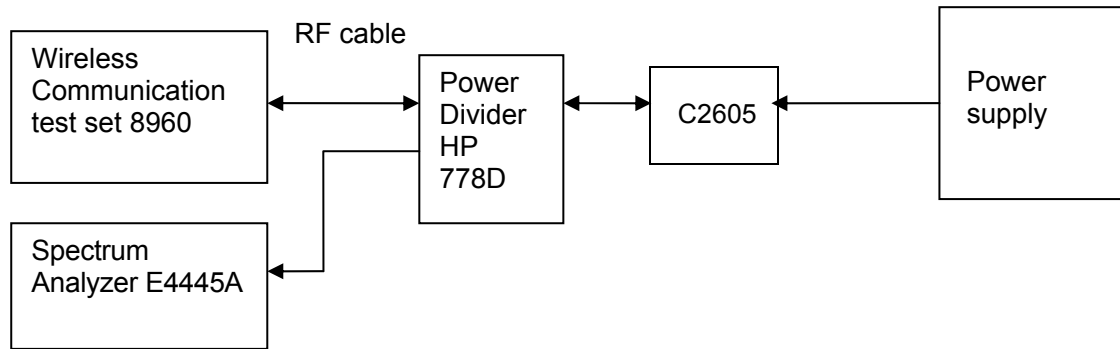 RF cable
Wireless
Communication
test set 8960
Power
Divider
HP
778D
C2605
Power
supply
Spectrum
Analyzer E4445A